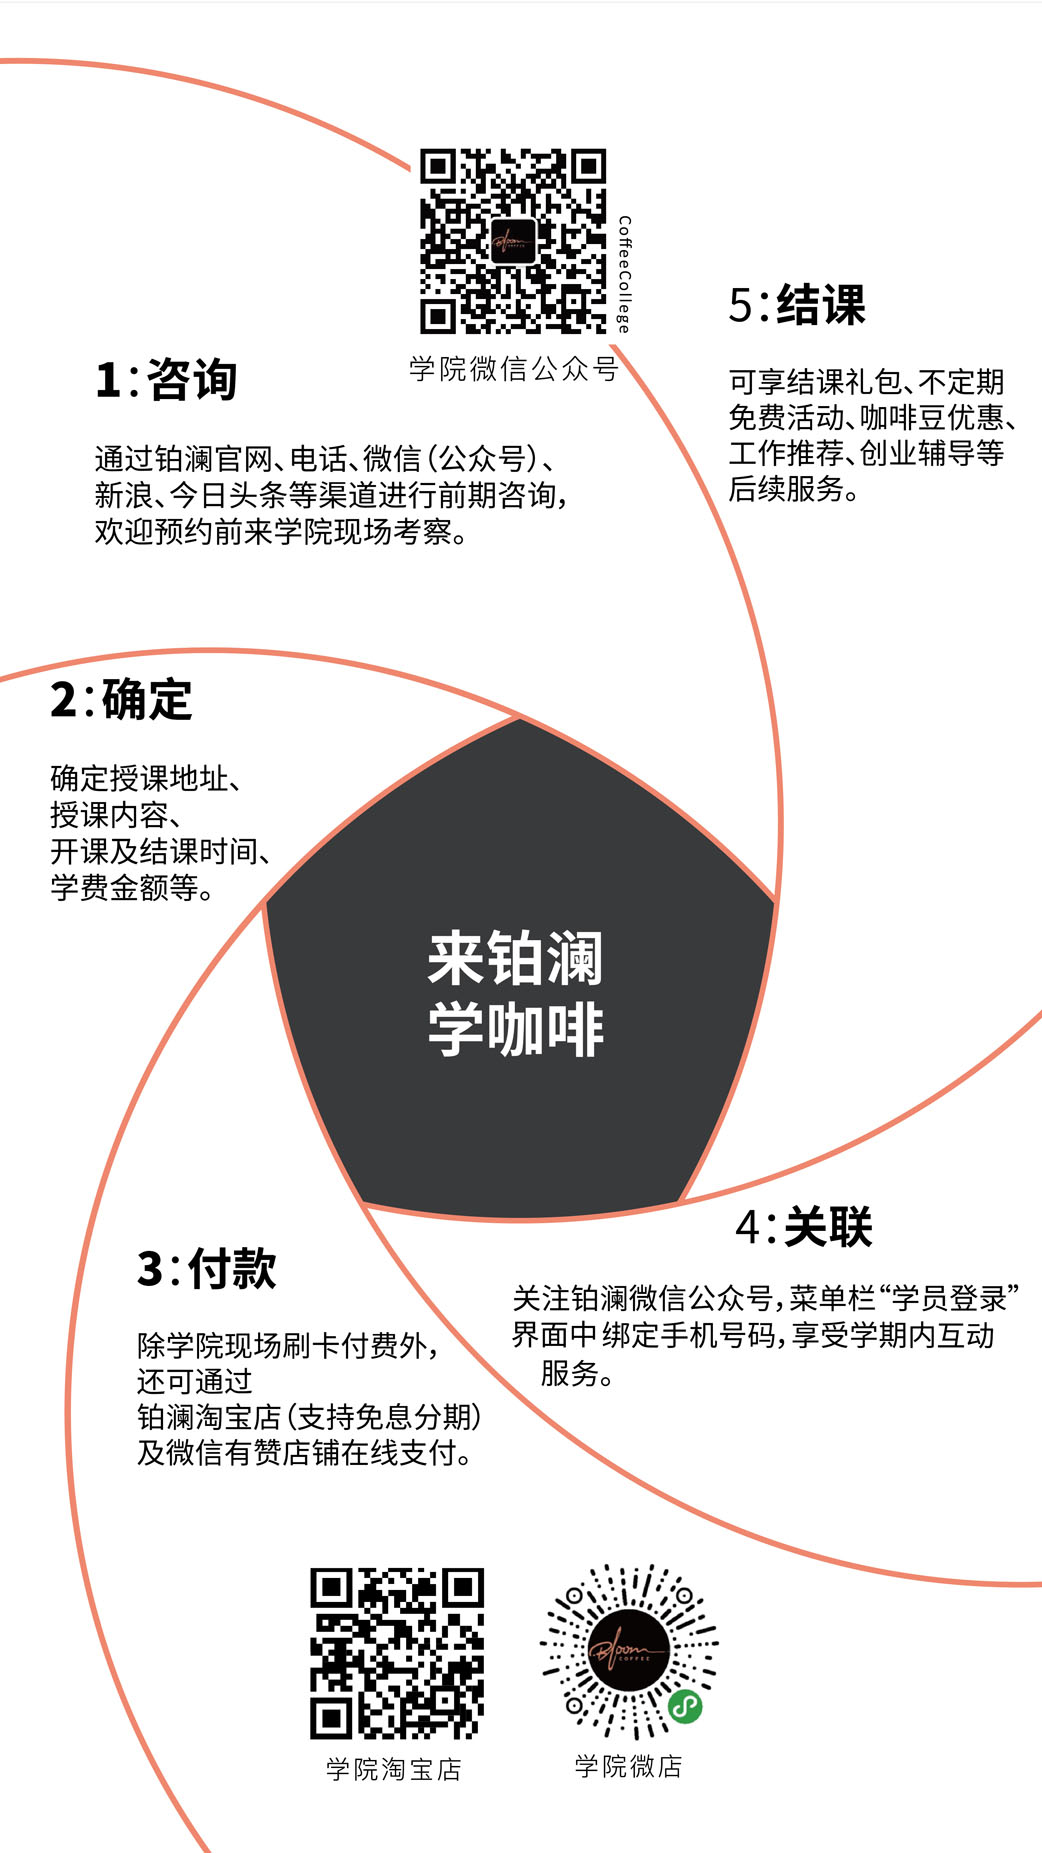 Bloom
COFFEE
CoffeeCollege
学院微信公众号
1：咨询
通过铂澜官网、电话、微信（公众号）、
新浪、今日头条等渠道进行前期咨询，
欢迎预约前来学院现场考察。
5：结课
可享结课礼包、不定期
免费活动、咖啡豆优惠、
工作推荐、创业辅导等
后续服务。
2：确定
确定授课地址、
授课内容、
开课及结课时间、
学费金额等。
来铂澜
学咖啡
3：付款
除学院现场刷卡付费外，
还可通过
铂澜淘宝店（支持免息分期）
及微信有赞店铺在线支付。
4：关联
关注铂澜微信公众号，菜单栏“学员登录”
界面中 绑定手机号码，享受学期内互动
服务。
学院淘宝店
Bloom
COFFEE
学院微店